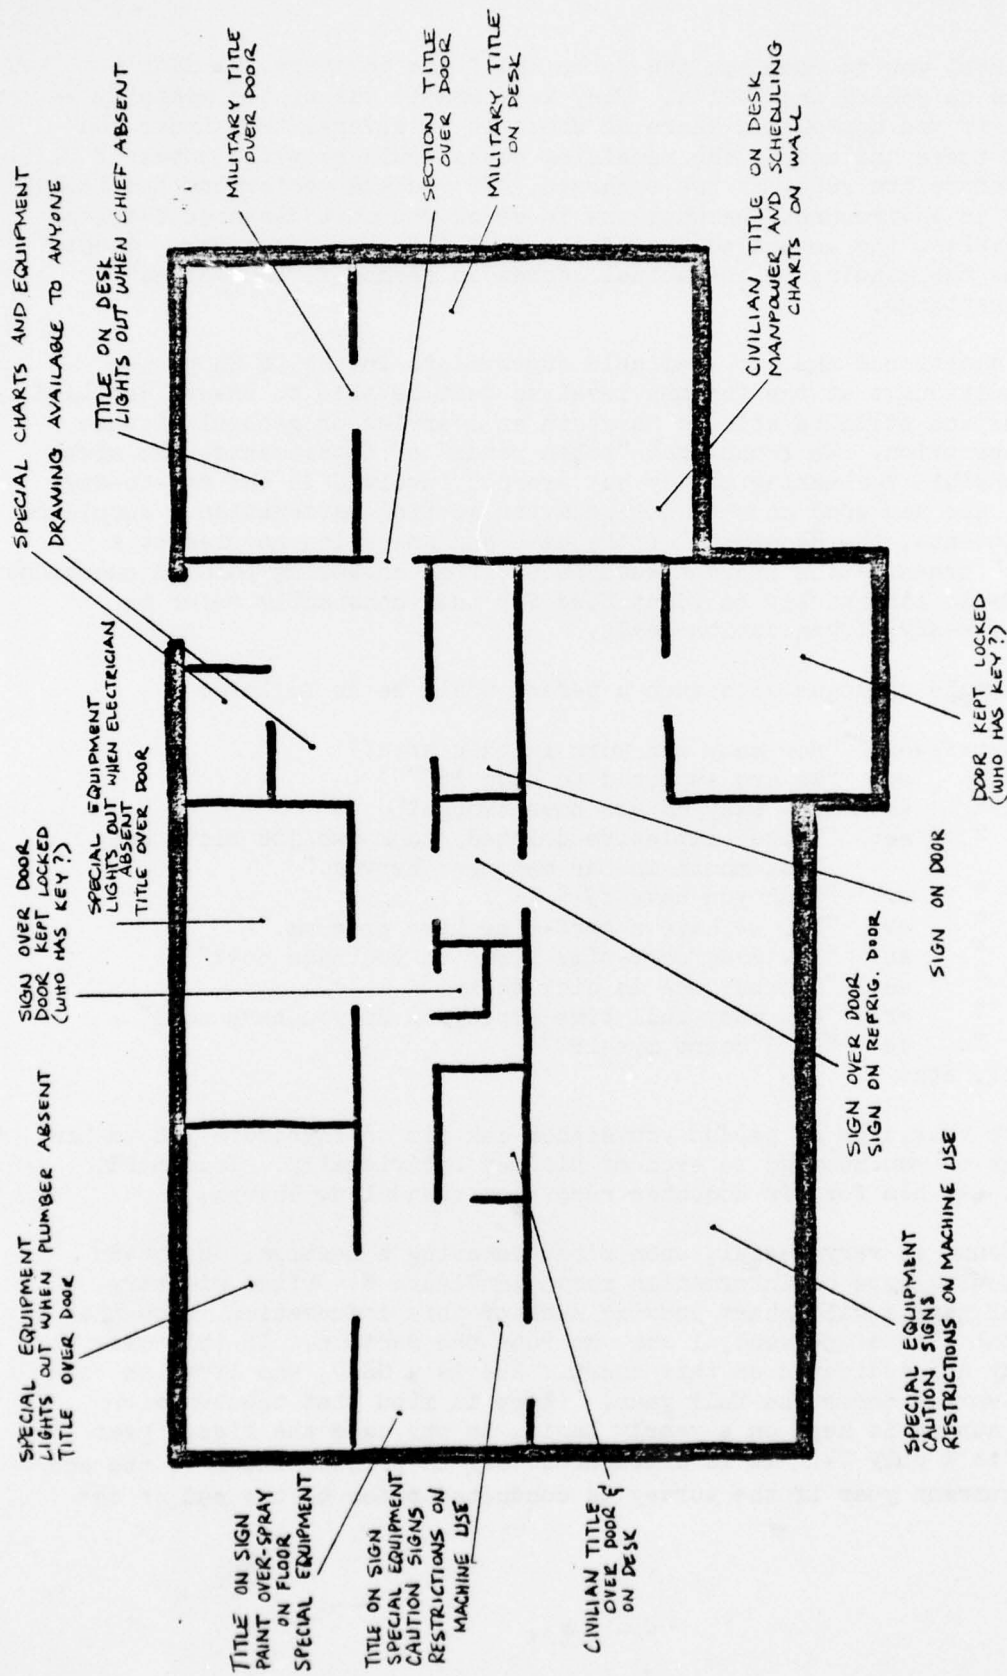 SPECIAL CHARTS AND EQUIPMENT
DRAWING AVAILABLE TO ANYONE
TITLE ON DESK
LIGHTS OUT WHEN CHIEF ABSENT
MILITARY TITLE
OVER DOOR
SECTION TITLE
OVER DOOR
MILITARY TITLE
ON DESK
CIVILIAN TITLE ON DESK
MANPOWER AND SCHEDULING
CHARTS ON WALL
DOOR KEPT LOCKED
(WHO HAS KEY?)
SIGN ON DOOR
SIGN OVER DOOR
SIGN ON REFRIG. DOOR
SPECIAL EQUIPMENT
CAUTION SIGNS
RESTRICTIONS ON MACHINE USE
CIVILIAN TITLE
OVER DOOR &
ON DESK
TITLE ON SIGN
SPECIAL EQUIPMENT
CAUTION SIGNS
RESTRICTIONS ON
MACHINE USE
TITLE ON SIGN
PAINT OVER-SPRAY
ON FLOOR
SPECIAL EQUIPMENT
SPECIAL EQUIPMENT
LIGHTS OUT WHEN PLUMBER ABSENT
TITLE OVER DOOR
SIGN OVER DOOR
DOOR KEPT LOCKED
(WHO HAS KEY?)
SPECIAL EQUIPMENT
LIGHTS OUT WHEN ELECTRICIAN
ABSENT
TITLE OVER DOOR